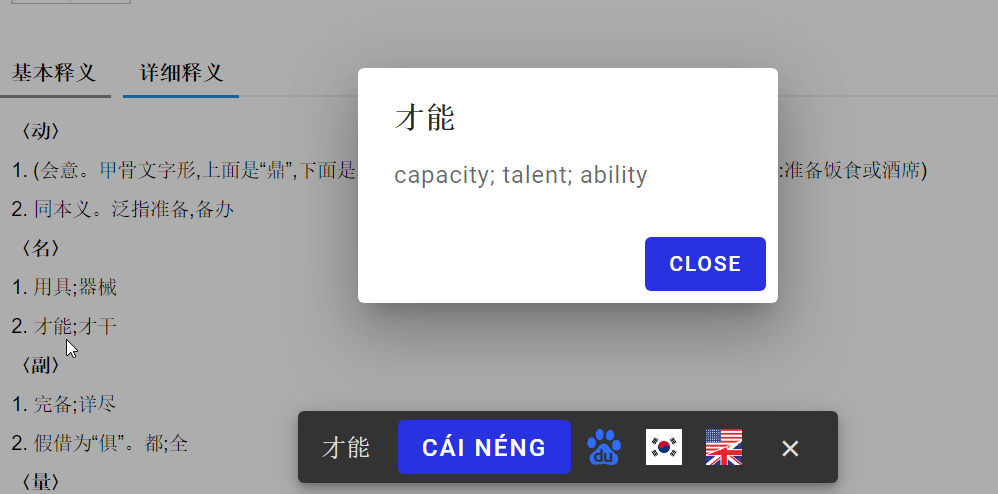 基本释义 详细释义
〈动〉
1. (会意。甲骨文字形,上面是“鼎”,下面是
:准备饭食或酒席)
2. 同本义。泛指准备,备办
〈名〉
1. 用具;器械
2. 才能;才干
〈副〉
1. 完备;详尽
2. 假借为“俱”。都;全
〈量〉
才能
capacity; talent; ability
CLOSE
才能 CÁI NÉNG du ×